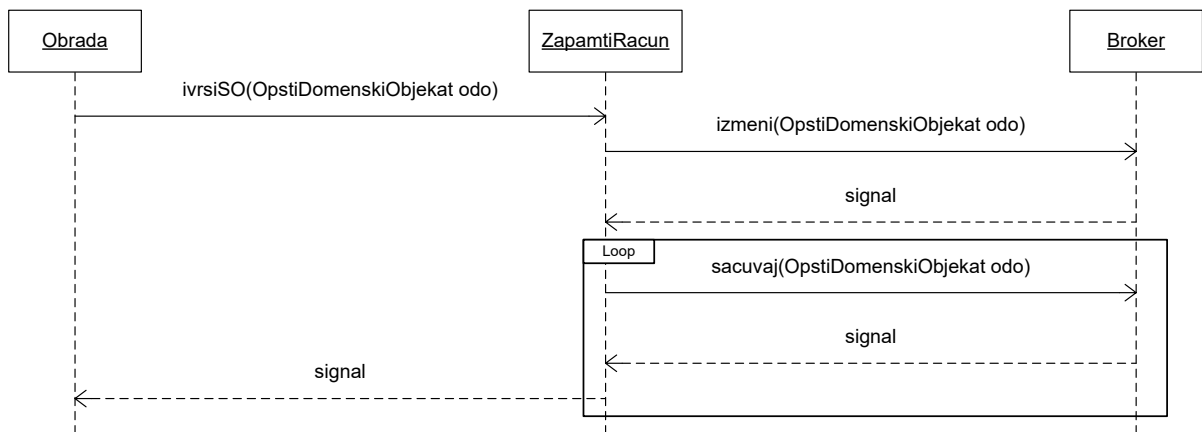 Obrada
ZapamtiRacun
Broker
ivrsiSO(OpstiDomenskiObjekat odo)
izmeni(OpstiDomenskiObjekat odo)
signal
Loop
sacuvaj(OpstiDomenskiObjekat odo)
signal
signal